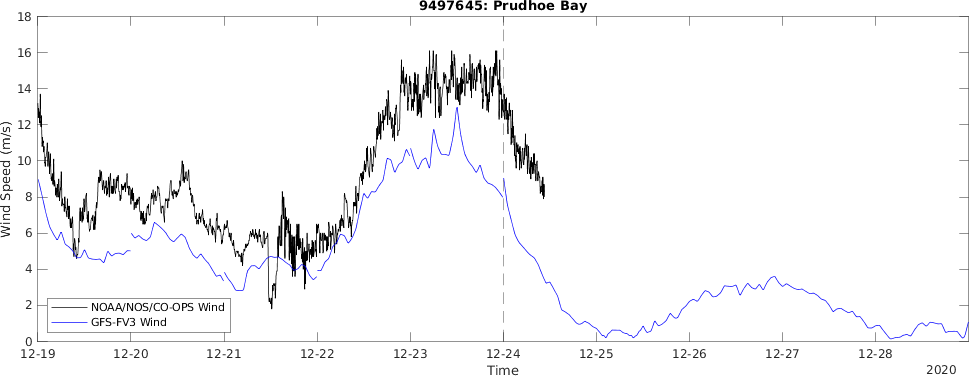 9497645: Prudhoe Bay
18
16
14
12
10
8
6
4
2
0
Wind Speed (m/s)
NOAA/NOS/CO-OPS Wind
GFS-FV3 Wind
12-19 12-20 12-21 12-22 12-23 12-24 12-25 12-26 12-27 12-28
Time
2020